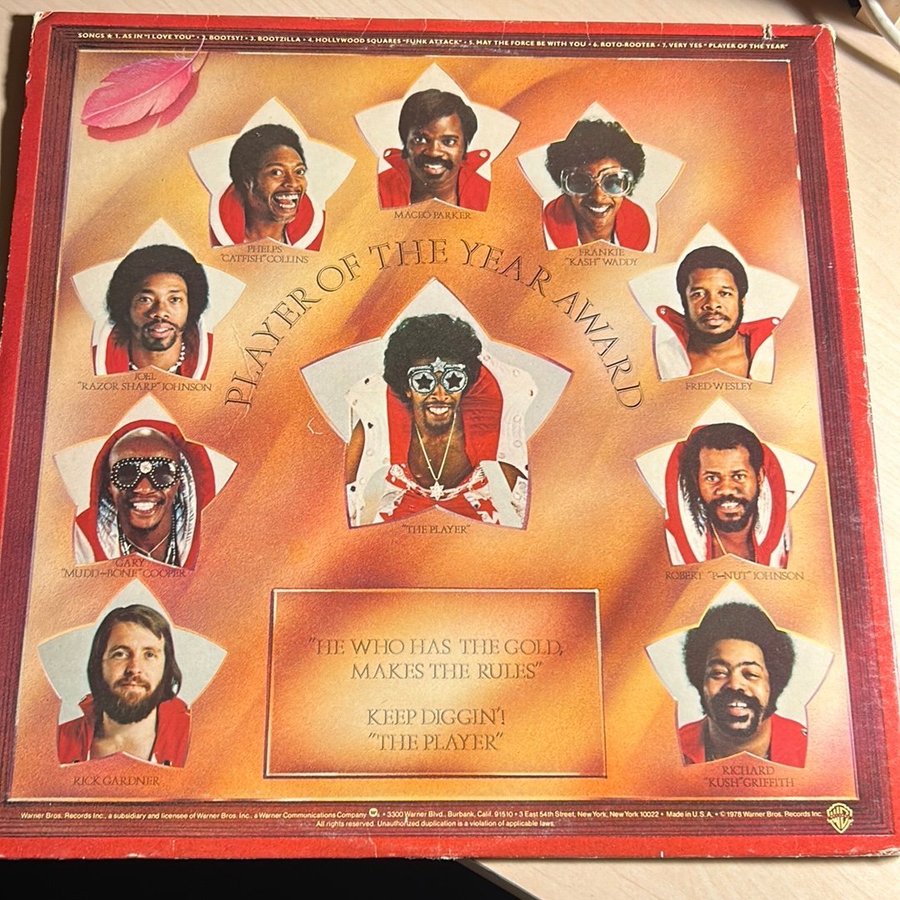 SONGS ★ 1. AS IN "I LOVE YOU" • 2. BOOTSY! • 3. BOOTZILLA • 4. HOLLYWOOD SQUARES "FUNK ATTACK" • 5. MAY THE FORCE BE WITH YOU • 6. ROTO-ROOTER • 7. VERY YES "PLAYER OF THE YEAR"
MACEO PARKER
PHELPS
"CATFISH" COLLINS
FRANKIE
"KASH" WADDY
PLAYER OF THE YEAR AWARD
JOEL
"RAZOR SHARP" JOHNSON
FRED WESLEY
"THE PLAYER"
GARY
"MUDD-BONE" COOPER
ROBERT "P-NUT" JOHNSON
"HE WHO HAS THE GOLD,
MAKES THE RULES"
KEEP DIGGIN'!
"THE PLAYER"
RICK GARDNER
RICHARD
"KUSH" GRIFFITH
Warner Bros. Records Inc., a subsidiary and licensee of Warner Bros. Inc., a Warner Communications Company • 3300 Warner Blvd., Burbank, Calif. 91510 • 3 East 54th Street, New York, New York 10022 • Made in U.S.A. • © 1978 Warner Bros. Records Inc.
All rights reserved. Unauthorized duplication is a violation of applicable laws.